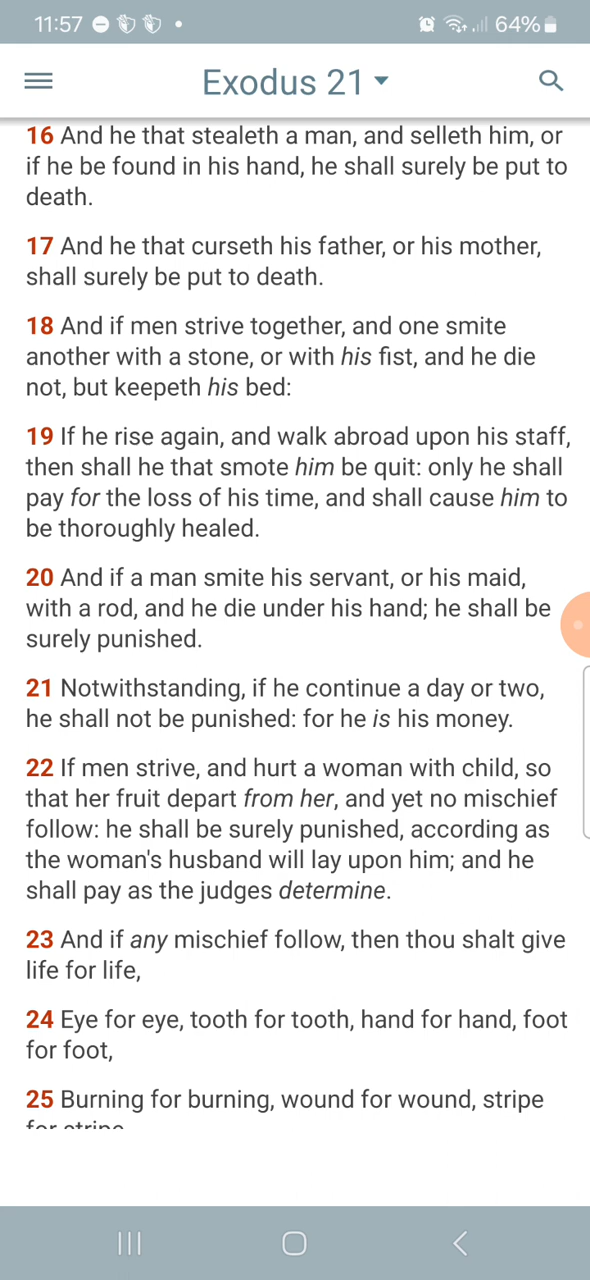 11:57
64%
Exodus 21
16 And he that stealeth a man, and selleth him, or
if he be found in his hand, he shall surely be put to
death.
17 And he that curseth his father, or his mother,
shall surely be put to death.
18 And if men strive together, and one smite
another with a stone, or with his fist, and he die
not, but keepeth his bed:
19 If he rise again, and walk abroad upon his staff,
then shall he that smote him be quit: only he shall
pay for the loss of his time, and shall cause him to
be thoroughly healed.
20 And if a man smite his servant, or his maid,
with a rod, and he die under his hand; he shall be
surely punished.
21 Notwithstanding, if he continue a day or two,
he shall not be punished: for he is his money.
22 If men strive, and hurt a woman with child, so
that her fruit depart from her, and yet no mischief
follow: he shall be surely punished, according as
the woman's husband will lay upon him; and he
shall pay as the judges determine.
23 And if any mischief follow, then thou shalt give
life for life,
24 Eye for eye, tooth for tooth, hand for hand, foot
for foot,
25 Burning for burning, wound for wound, stripe
for stripe